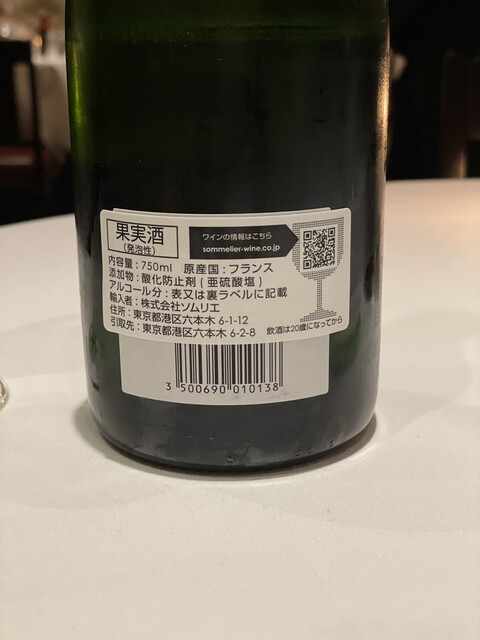 果実酒
(発泡性)
ワインの情報はこちら
sommelier-wine.co.jp
内容量：750ml 原産国：フランス
添加物：酸化防止剤(亜硫酸塩)
アルコール分：表又は裏ラベルに記載
輸入者：株式会社ソムリエ
住所：東京都港区六本木 6-1-12
引取先：東京都港区六本木 6-2-8 飲酒は20歳になってから
3 500690 010138